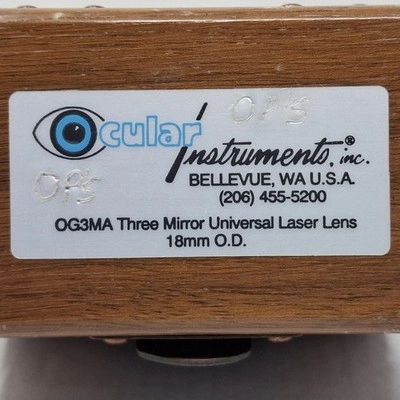 OPS
Ocular
Instruments, inc.®
OPS
BELLEVUE, WA U.S.A.
(206) 455-5200
OG3MA Three Mirror Universal Laser Lens
18mm O.D.